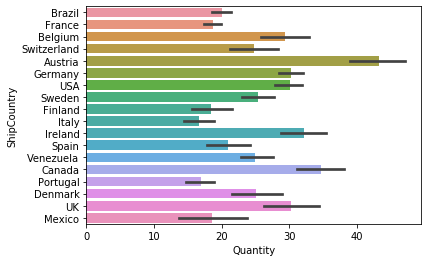 Brazil
France
Belgium
Switzerland
Austria
Germany
USA
Sweden
Finland
Italy
Ireland
Spain
Venezuela
Canada
Portugal
Denmark
UK
Mexico
ShipCountry
0 10 20 30 40
Quantity